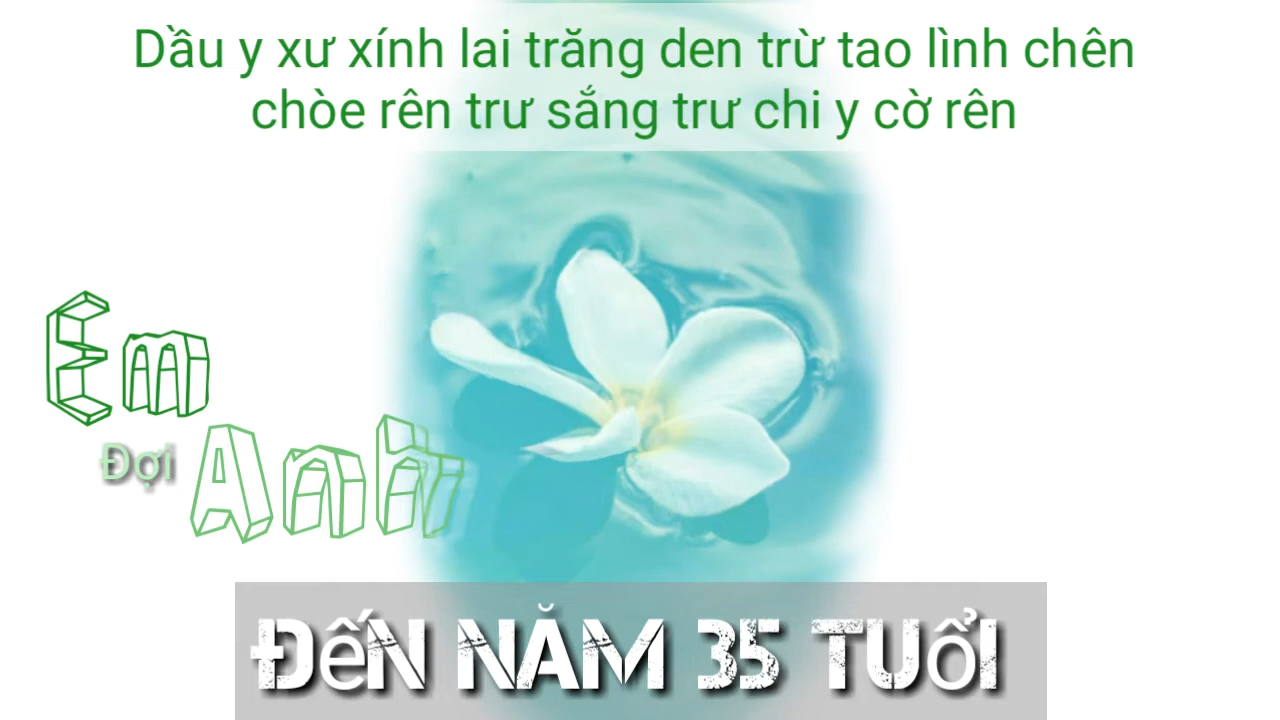 Dầu y xư xính lai trăng den trừ tao lình chên
chòe rên trư sắng trư chi y cờ rên
Em
Đợi Anh
ĐẾN NĂM 35 TUỔI